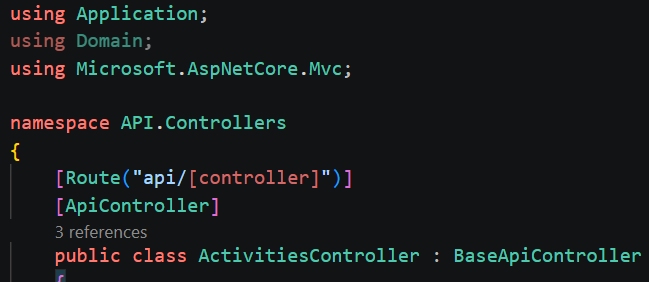 using Application;
using Domain;
using Microsoft.AspNetCore.Mvc;
namespace API.Controllers
{
[Route("api/[controller]")]
[ApiController]
3 references
public class ActivitiesController : BaseApiController
{